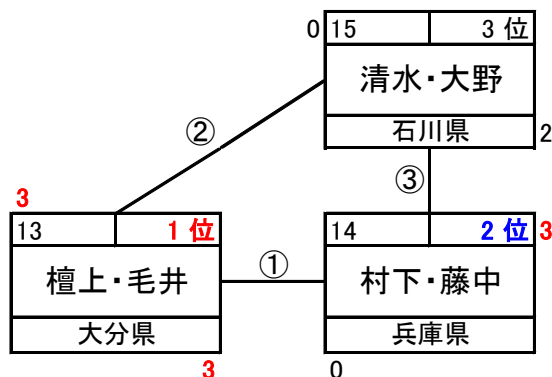 0 15 3 位
清水・大野
石川県 2
②
③
3
13 1 位
檀上・毛井
大分県
3
①
14 2 位 3
村下・藤中
兵庫県
0